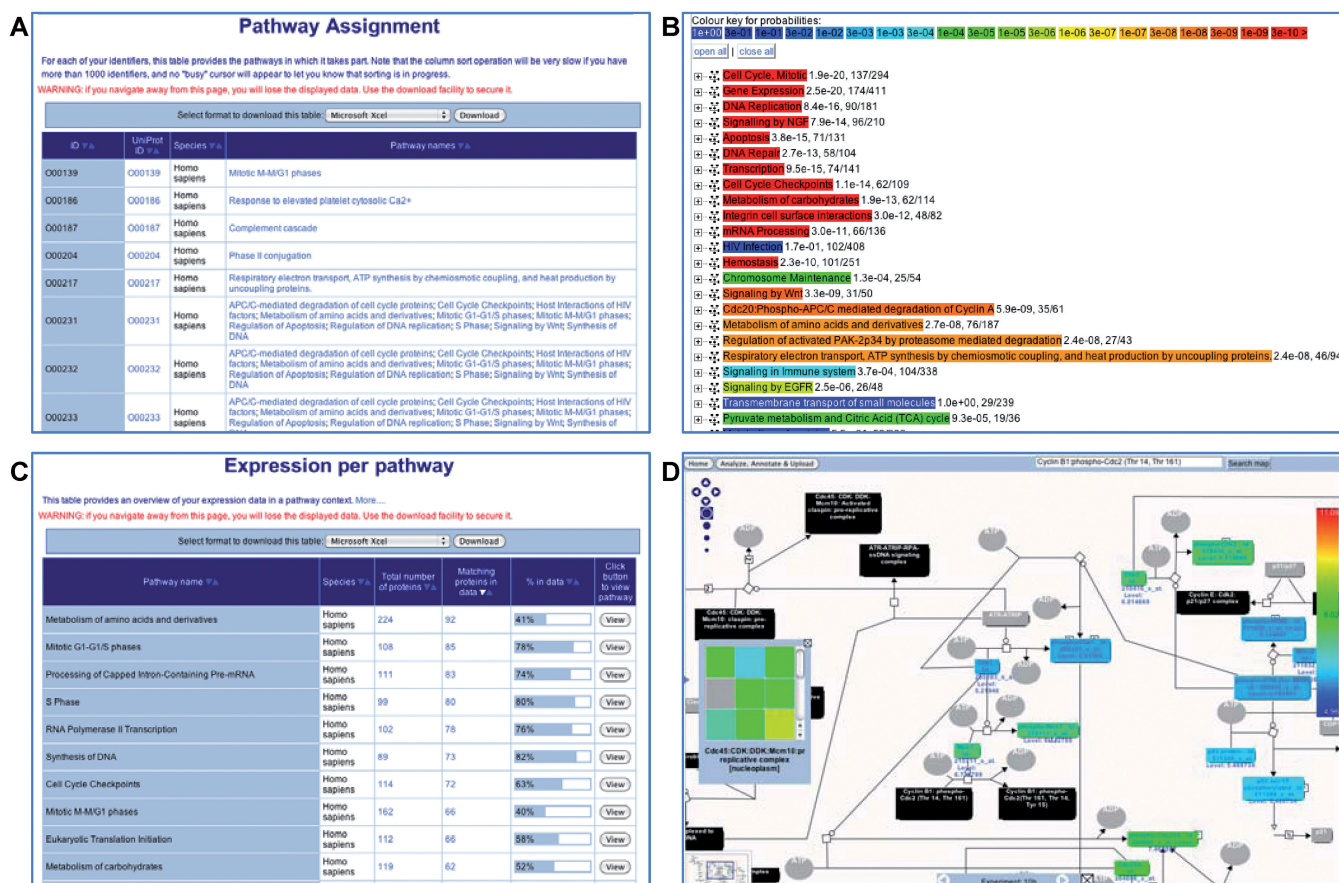 A
Pathway Assignment
For each of your identifiers, this table provides the pathways in which it takes part. Note that the column sort operation will be very slow if you have
more than 1000 identifiers, and no "busy" cursor will appear to let you know that sorting is in progress.
WARNING: if you navigate away from this page, you will lose the displayed data. Use the download facility to secure it.
Select format to download this table: Microsoft Xcel Download
ID UniProt ID Species Pathway names
O00139 O00139 Homo sapiens Mitotic M-M/G1 phases
O00186 O00186 Homo sapiens Response to elevated platelet cytosolic Ca2+
O00187 O00187 Homo sapiens Complement cascade
O00204 O00204 Homo sapiens Phase II conjugation
O00217 O00217 Homo sapiens Respiratory electron transport, ATP synthesis by chemiosmotic coupling, and heat production by
uncoupling proteins.
O00231 O00231 Homo sapiens APC/C-mediated degradation of cell cycle proteins; Cell Cycle Checkpoints; Host Interactions of HIV
factors; Metabolism of amino acids and derivatives; Mitotic G1-G1/S phases; Mitotic M-M/G1 phases;
Regulation of Apoptosis; Regulation of DNA replication; S Phase; Signaling by Wnt; Synthesis of
DNA
O00232 O00232 Homo sapiens APC/C-mediated degradation of cell cycle proteins; Cell Cycle Checkpoints; Host Interactions of HIV
factors; Metabolism of amino acids and derivatives; Mitotic G1-G1/S phases; Mitotic M-M/G1 phases;
Regulation of Apoptosis; Regulation of DNA replication; S Phase; Signaling by Wnt; Synthesis of
DNA
O00233 O00233 Homo sapiens APC/C-mediated degradation of cell cycle proteins; Cell Cycle Checkpoints; Host Interactions of HIV
factors; Metabolism of amino acids and derivatives; Mitotic G1-G1/S phases; Mitotic M-M/G1 phases;
Regulation of Apoptosis; Regulation of DNA replication; S Phase; Signaling by Wnt; Synthesis of
B
Colour key for probabilities:
1e+00 3e-01 1e-01 3e-02 1e-02 3e-03 1e-03 3e-04 1e-04 3e-05 1e-05 3e-06 1e-06 3e-07 1e-07 3e-08 1e-08 3e-09 1e-09 3e-10 >
open all | close all
Cell Cycle, Mitotic 1.9e-20, 137/294
Gene Expression 2.5e-20, 174/411
DNA Replication 8.4e-16, 90/181
Signalling by NGF 7.9e-14, 96/210
Apoptosis 3.8e-15, 71/131
DNA Repair 2.7e-13, 58/104
Transcription 9.5e-15, 74/141
Cell Cycle Checkpoints 1.1e-14, 62/109
Metabolism of carbohydrates 1.9e-13, 62/114
Integrin cell surface interactions 3.0e-12, 48/82
mRNA Processing 3.0e-11, 66/136
HIV Infection 1.7e-01, 102/408
Hemostasis 2.3e-10, 101/251
Chromosome Maintenance 1.3e-04, 25/54
Signaling by Wnt 3.3e-09, 31/50
Cdc20:Phospho-APC/C mediated degradation of Cyclin A 5.9e-09, 35/61
Metabolism of amino acids and derivatives 2.7e-08, 76/187
Regulation of activated PAK-2p34 by proteasome mediated degradation 2.4e-08, 27/43
Respiratory electron transport, ATP synthesis by chemiosmotic coupling, and heat production by uncoupling proteins. 2.4e-08, 46/94
Signaling in Immune system 3.7e-04, 104/338
Signaling by EGFR 2.5e-06, 26/48
Transmembrane transport of small molecules 1.0e+00, 29/239
Pyruvate metabolism and Citric Acid (TCA) cycle 9.3e-05, 19/36
C
Expression per pathway
This table provides an overview of your expression data in a pathway context. More....
WARNING: if you navigate away from this page, you will lose the displayed data. Use the download facility to secure it.
Select format to download this table: Microsoft Xcel Download
Pathway name Species Total number of proteins Matching proteins in data % in data Click button to view pathway
Metabolism of amino acids and derivatives Homo sapiens 224 92 41% View
Mitotic G1-G1/S phases Homo sapiens 108 85 78% View
Processing of Capped Intron-Containing Pre-mRNA Homo sapiens 111 83 74% View
S Phase Homo sapiens 99 80 80% View
RNA Polymerase II Transcription Homo sapiens 102 78 76% View
Synthesis of DNA Homo sapiens 89 73 82% View
Cell Cycle Checkpoints Homo sapiens 114 72 63% View
Mitotic M-M/G1 phases Homo sapiens 162 66 40% View
Eukaryotic Translation Initiation Homo sapiens 112 66 58% View
Metabolism of carbohydrates Homo sapiens 119 62 52% View
D
Home Analyze, Annotate & Upload Cyclin B1:phospho-Cdc2 (Thr 14, Thr 161) Search map
Cdc45: CDK: DDK:
Mcm10: Activated
claspin: pre-replicative
complex
ATR-ATRIP-RPA-
ssDNA signaling
complex
Cyclin E: Cdk2:
p21/p27 complex
p21/p27
Cdc45: CDK: DDK:
Mcm10: claspin: pre-
replicative complex
ATR-ATRIP
Cdc45:CDK:DDK:Mcm10:pre
replicative complex
[nucleoplasm]
Cyclin B1: phospho-
Cdc2 (Thr 14, Thr 161)
Cyclin B1: phospho-
Cdc2(Thr 161, Thr 14,
Tyr 15)
p21
Experiment: 10h